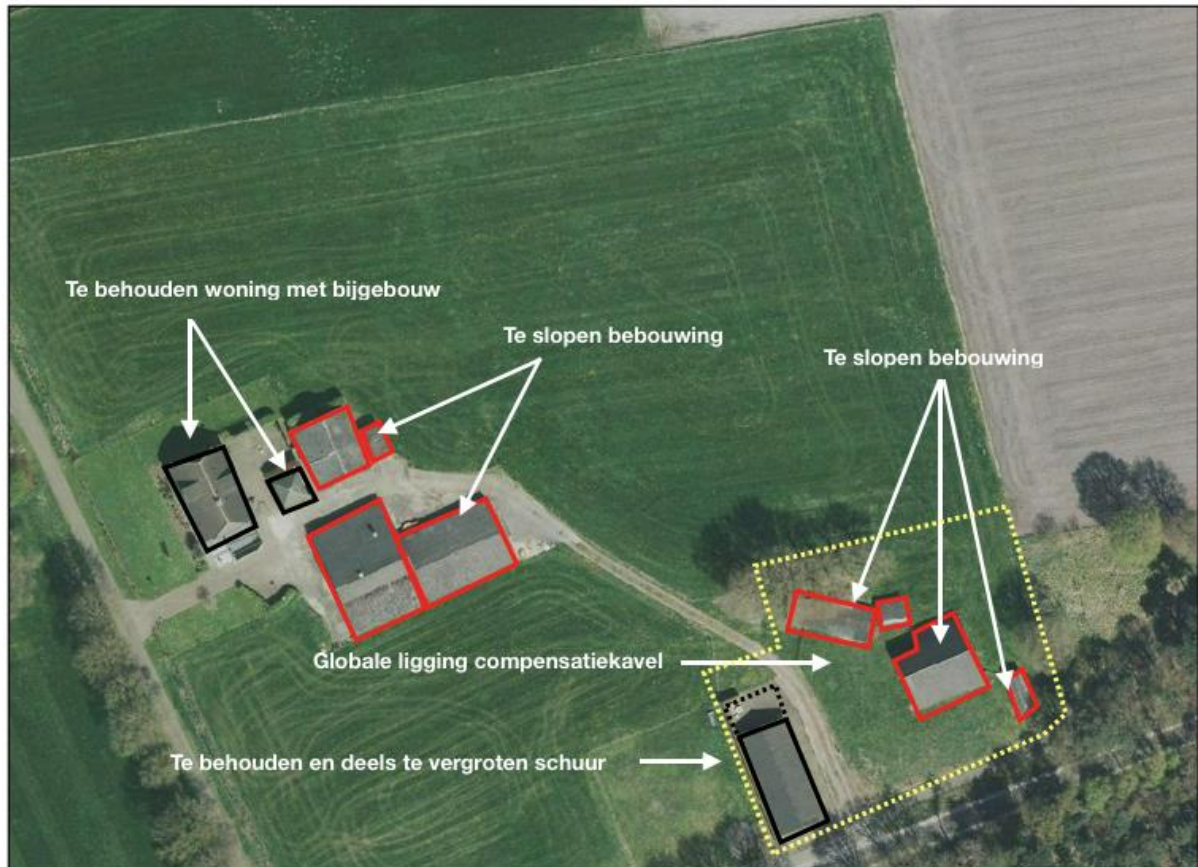 Te behouden woning met bijgebouw
Te slopen bebouwing
Te slopen bebouwing
Globale ligging compensatiekavel
Te behouden en deels te vergroten schuur